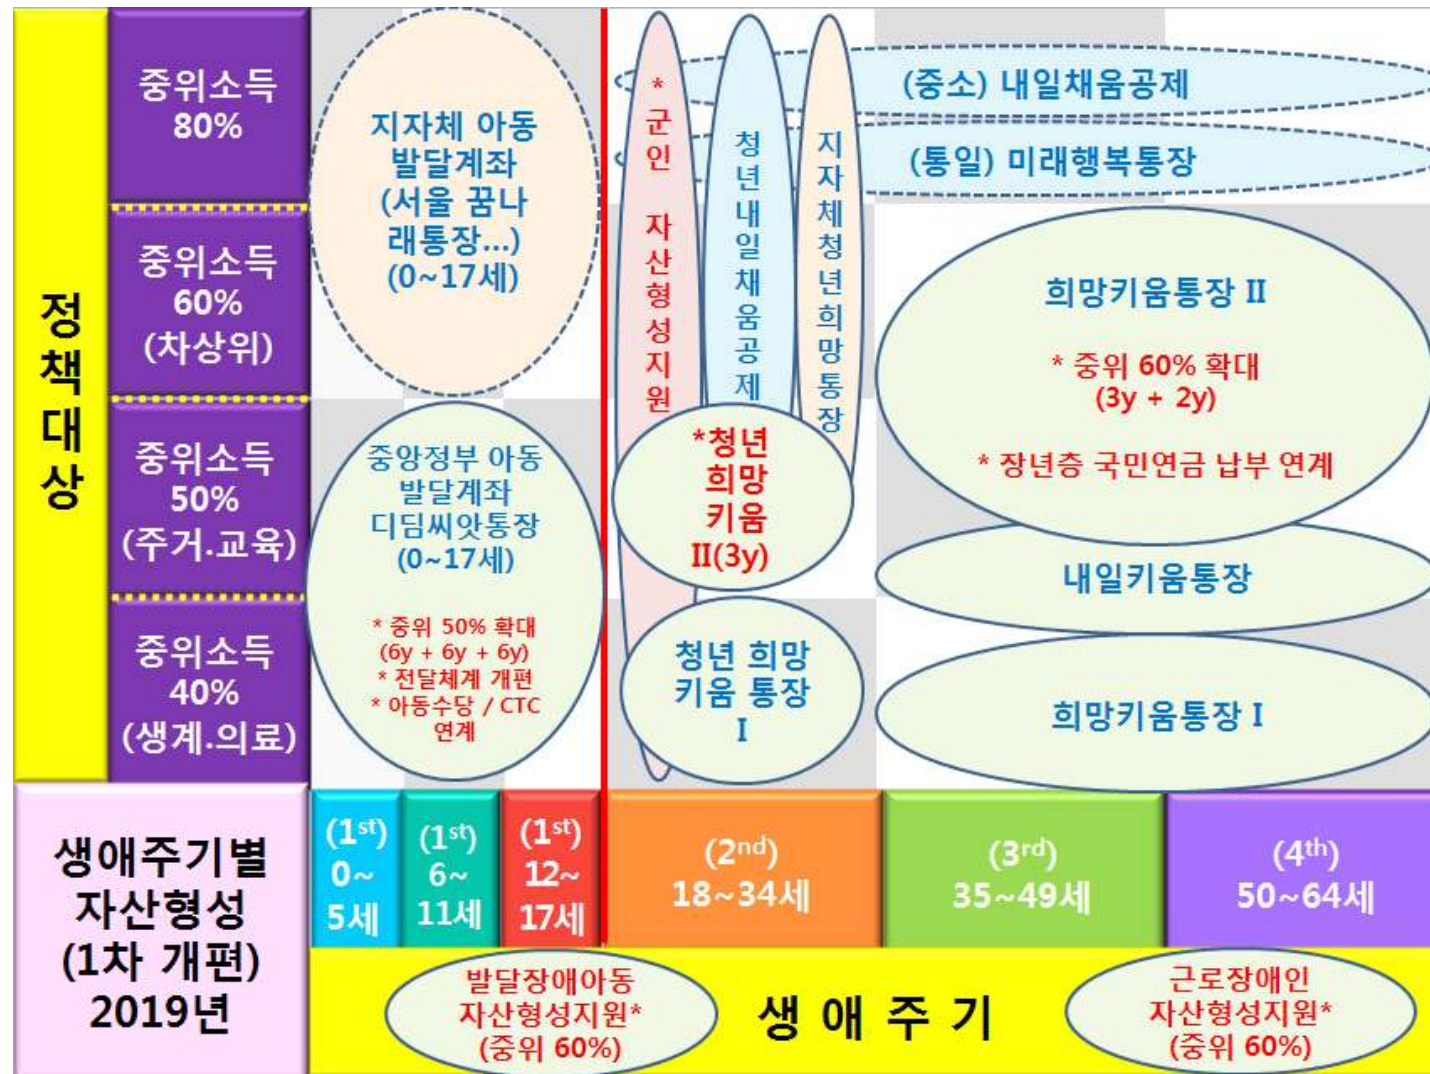 정책대상
중위소득
80%
중위소득
60%
(차상위)
중위소득
50%
(주거.교육)
중위소득
40%
(생계.의료)
지자체 아동
발달계좌
(서울 꿈나
래통장...)
(0~17세)
중앙정부 아동
발달계좌
디딤씨앗통장
(0~17세)
* 중위 50% 확대
(6y + 6y + 6y)
* 전달체계 개편
* 아동수당 / CTC
연계
* 군인 자산형성지원
청년내일채움공제
지자체청년희망통장
(중소) 내일채움공제
(통일) 미래행복통장
*청년
희망
키움
II(3y)
청년 희망
키움 통장
I
희망키움통장 II
* 중위 60% 확대
(3y + 2y)
* 장년층 국민연금 납부 연계
내일키움통장
희망키움통장 I
생애주기별
자산형성
(1차 개편)
2019년
(1st)
0~
5세
(1st)
6~
11세
(1st)
12~
17세
(2nd)
18~34세
(3rd)
35~49세
(4th)
50~64세
발달장애아동
자산형성지원*
(중위 60%)
생 애 주 기
근로장애인
자산형성지원*
(중위 60%)